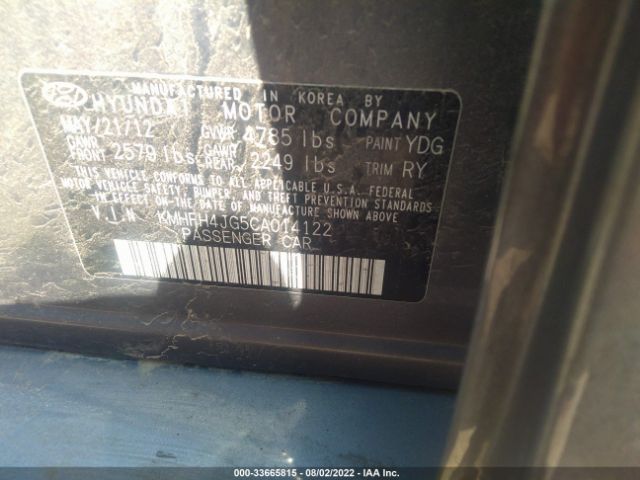 MANUFACTURED IN KOREA BY
HYUNDAI MOTOR COMPANY
MAY/21/12 GVWR 4785 lbs PAINT YDG
GAWR FRONT 2579 lbs GAWR REAR 2249 lbs TRIM RY
THIS VEHICLE CONFORMS TO ALL APPLICABLE U.S.A. FEDERAL
MOTOR VEHICLE SAFETY, BUMPER, AND THEFT PREVENTION STANDARDS
IN EFFECT ON THE DATE OF MANUFACTURE SHOWN ABOVE.
VIN KMHFH4JG5CA014122
PASSENGER CAR
000-33665815 - 08/02/2022 - IAA Inc.